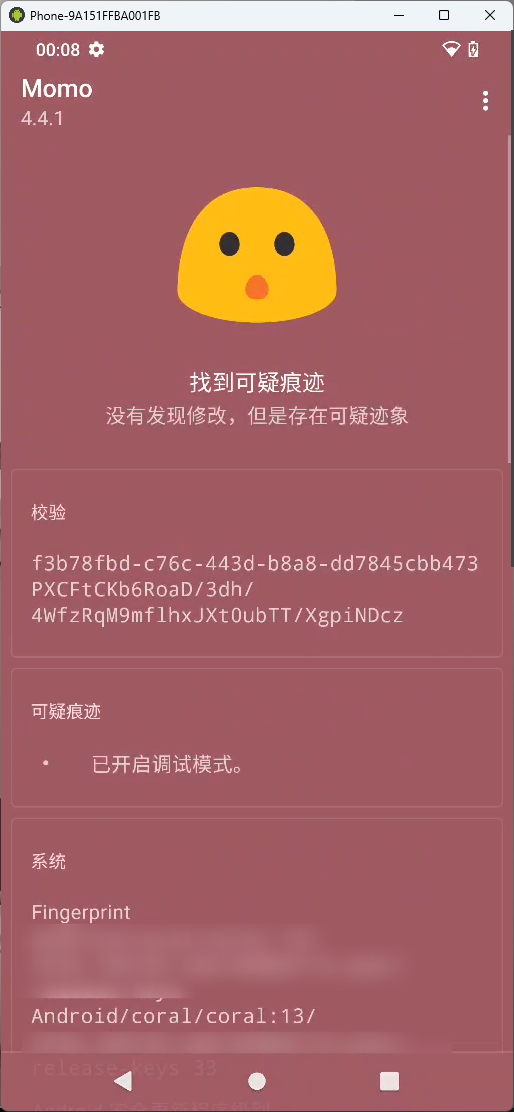 Phone-9A151FFBA001FB
00:08
Momo
4.4.1
找到可疑痕迹
没有发现修改，但是存在可疑迹象
校验
f3b78fbd-c76c-443d-b8a8-dd7845cbb473
PXCFtCKb6RoaD/3dh/
4WfzRqM9mflhxJXtOubTT/XgpiNDcz
可疑痕迹
• 已开启调试模式。
系统
Fingerprint
Android/coral/coral:13/
release-keys 33